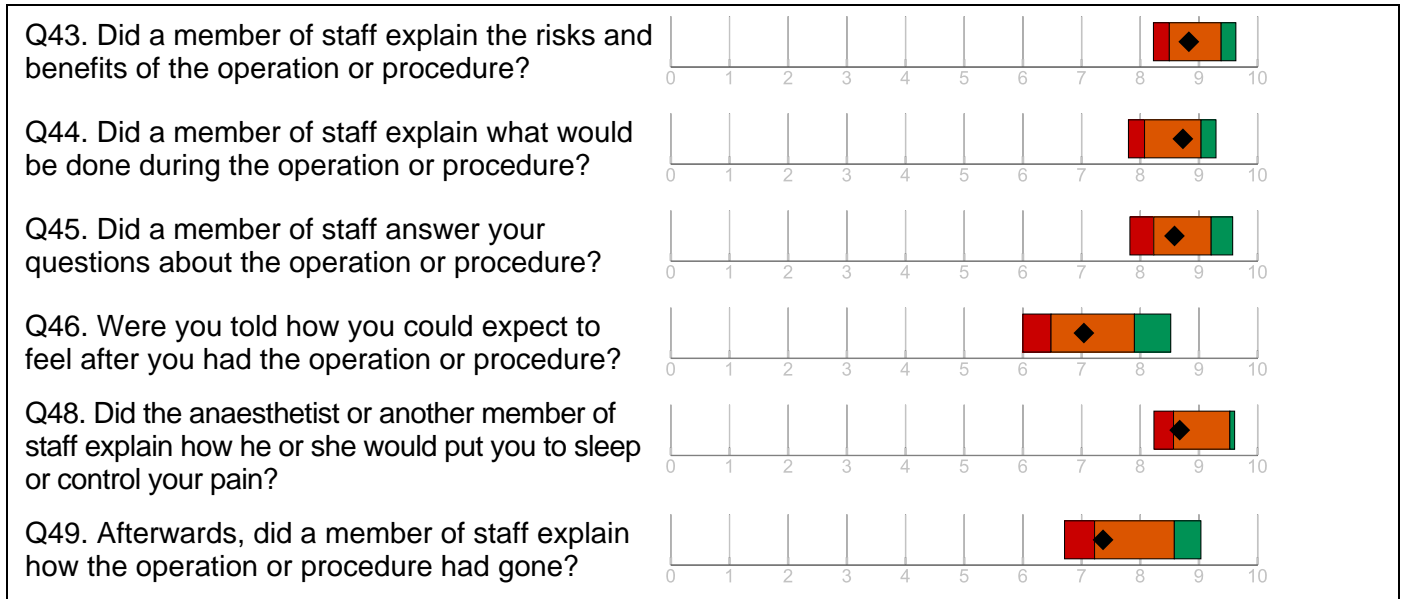 Q43. Did a member of staff explain the risks and
benefits of the operation or procedure?
0 1 2 3 4 5 6 7 8 9 10
Q44. Did a member of staff explain what would
be done during the operation or procedure?
0 1 2 3 4 5 6 7 8 9 10
Q45. Did a member of staff answer your
questions about the operation or procedure?
0 1 2 3 4 5 6 7 8 9 10
Q46. Were you told how you could expect to
feel after you had the operation or procedure?
0 1 2 3 4 5 6 7 8 9 10
Q48. Did the anaesthetist or another member of
staff explain how he or she would put you to sleep
or control your pain?
0 1 2 3 4 5 6 7 8 9 10
Q49. Afterwards, did a member of staff explain
how the operation or procedure had gone?
0 1 2 3 4 5 6 7 8 9 10